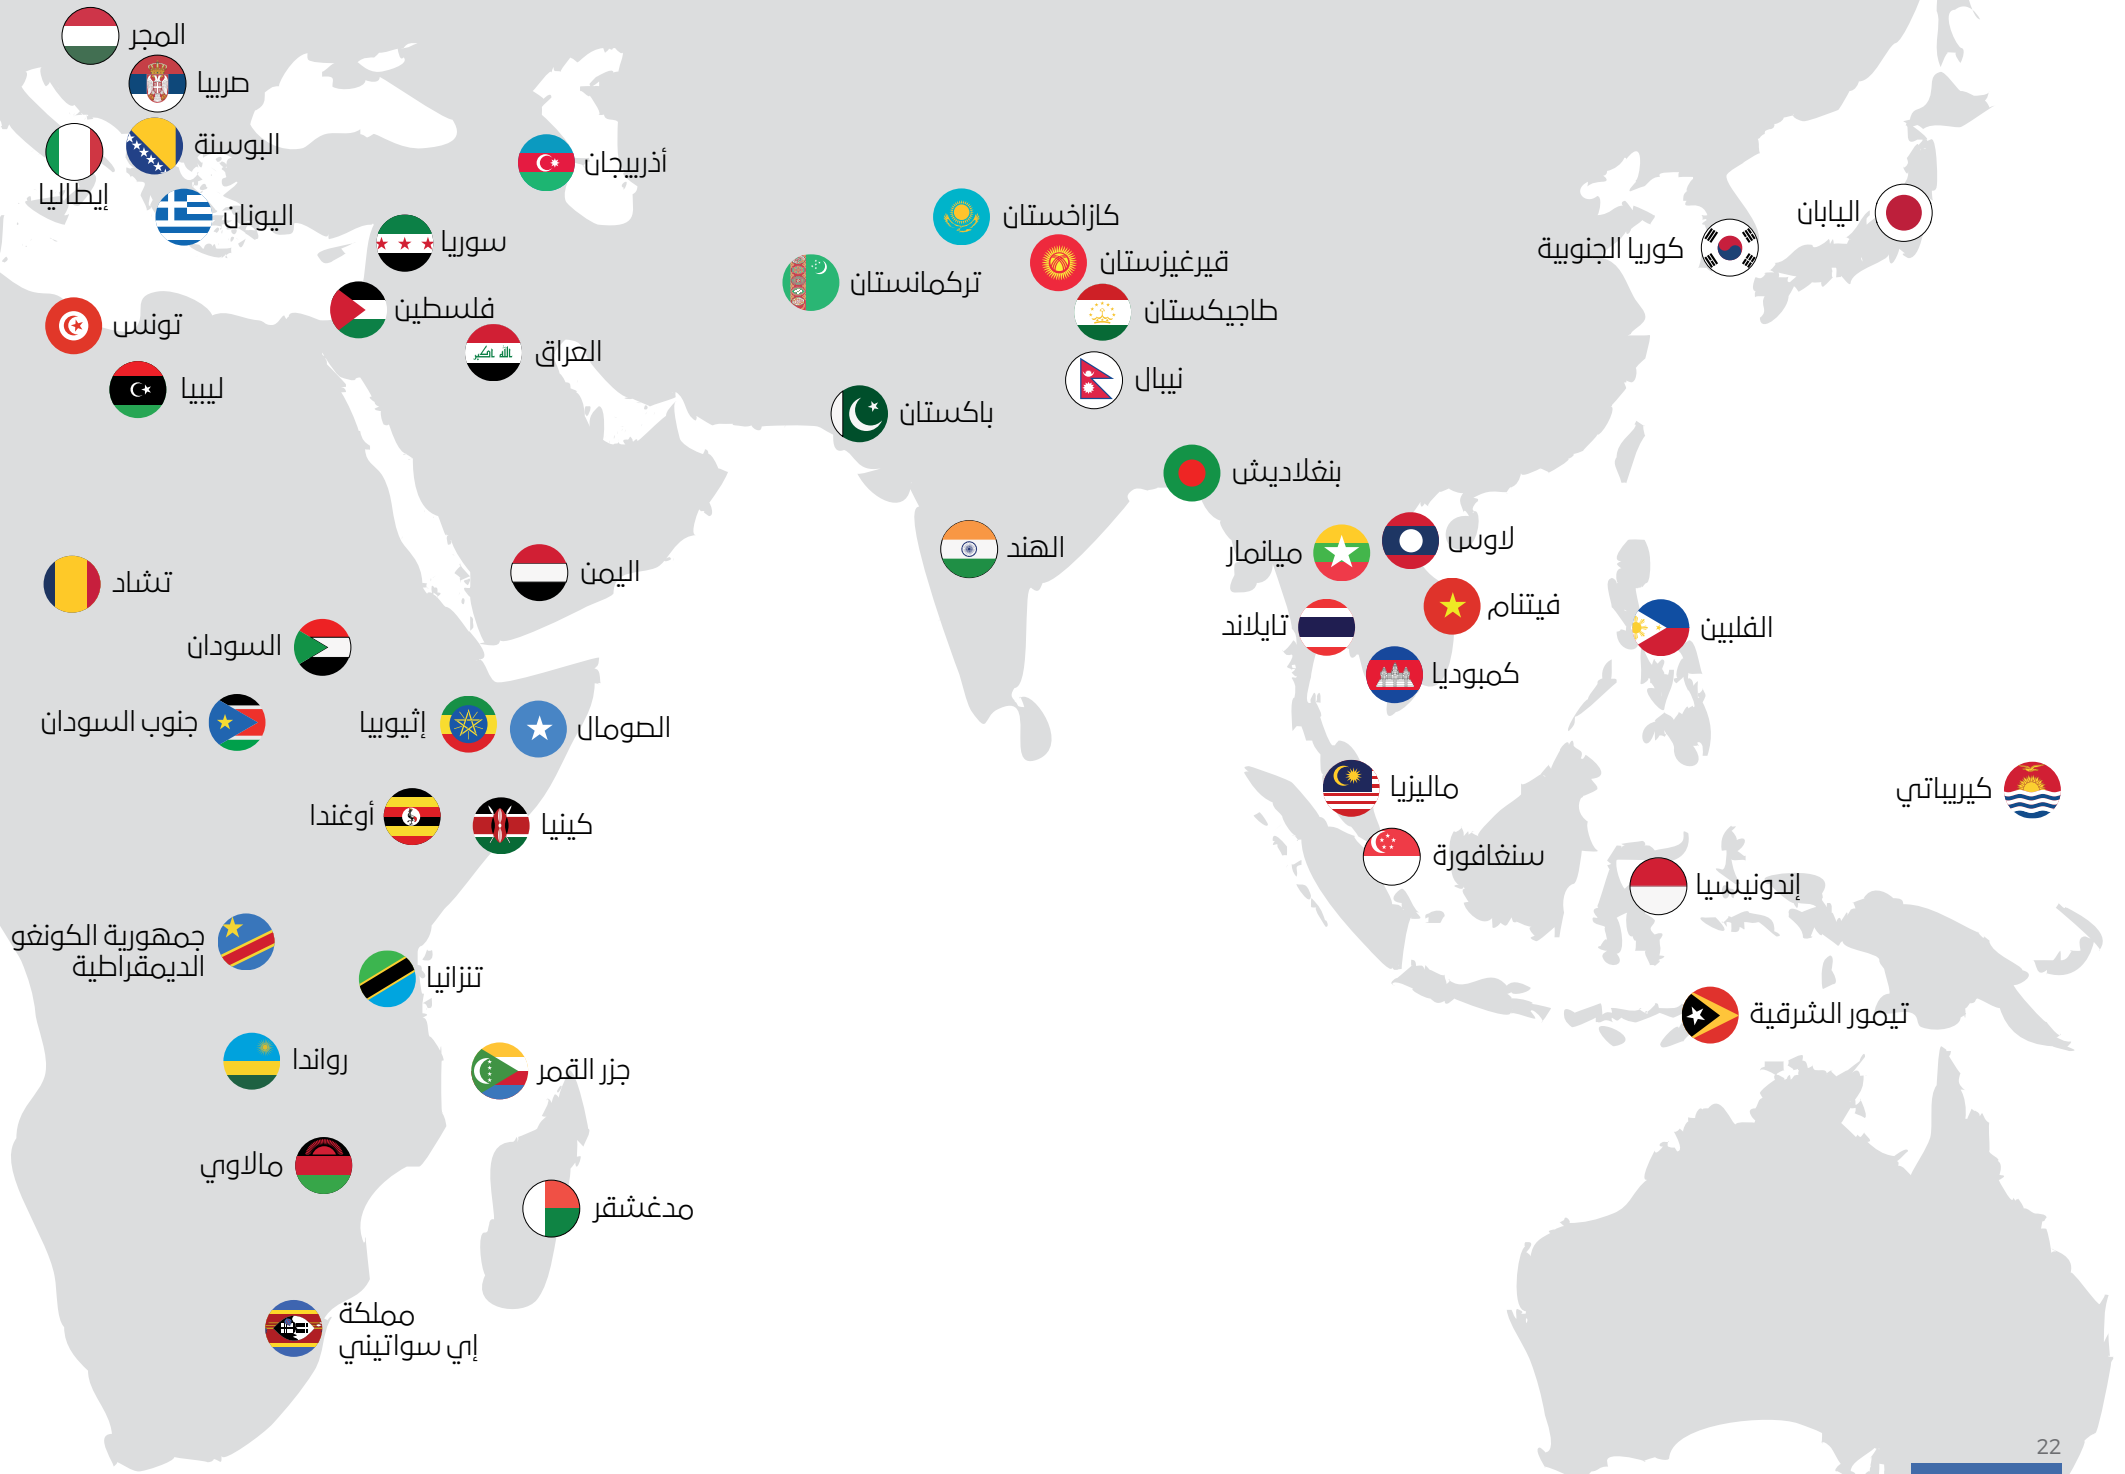 المجر
صربيا
البوسنة
إيطاليا
اليونان
أذربيجان
سوريا
فلسطين
العراق
تونس
ليبيا
كازاخستان
قيرغيزستان
تركمانستان
طاجيكستان
نيبال
باكستان
بنغلاديش
الهند
اليابان
كوريا الجنوبية
ميانمار
لاوس
فيتنام
تايلاند
كمبوديا
الفلبين
تشاد
اليمن
السودان
جنوب السودان
إثيوبيا
الصومال
أوغندا
كينيا
ماليزيا
سنغافورة
إندونيسيا
كيريباتي
جمهورية الكونغو
الديمقراطية
تنزانيا
تيمور الشرقية
رواندا
جزر القمر
مالاوي
مدغشقر
مملكة
إي سواتيني
الله اكبر
22